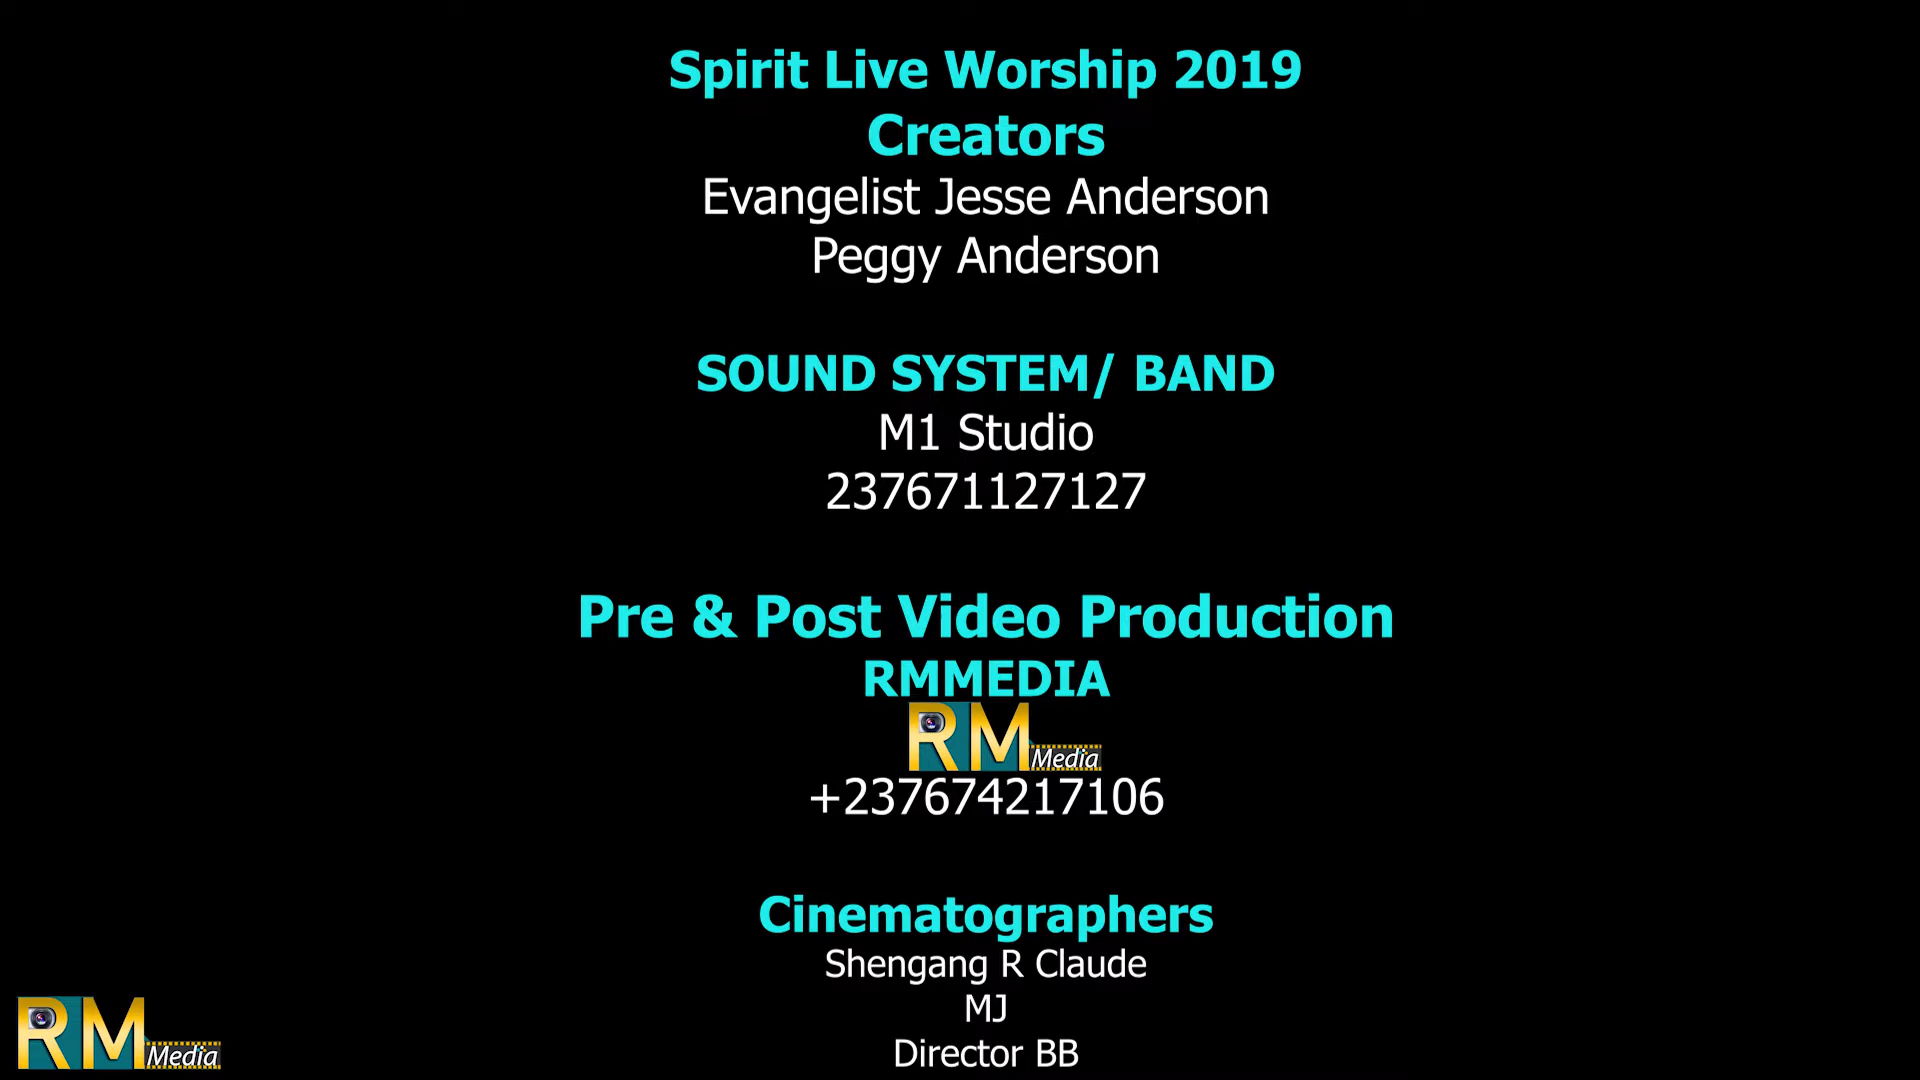 Spirit Live Worship 2019
Creators
Evangelist Jesse Anderson
Peggy Anderson
SOUND SYSTEM/ BAND
M1 Studio
237671127127
Pre & Post Video Production
RMMEDIA
RM Media
+237674217106
Cinematographers
Shengang R Claude
MJ
Director BB
RM Media